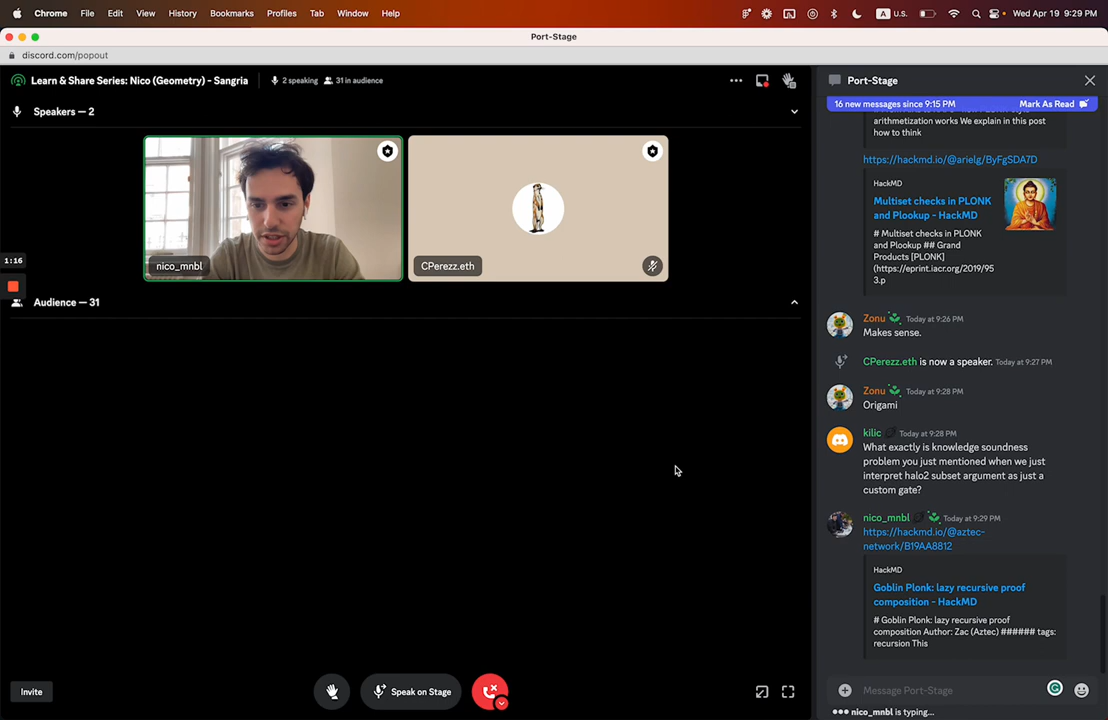 Chrome File Edit View History Bookmarks Profiles Tab Window Help
A U.S. Wed Apr 19 9:29 PM
Port-Stage
discord.com/popout
Learn & Share Series: Nico (Geometry) - Sangria 2 speaking 31 in audience
Speakers — 2
nico_mnbl
CPerezz.eth
1:16
Audience — 31
Invite
Speak on Stage
Port-Stage
16 new messages since 9:15 PM Mark As Read
arithmetization works We explain in this post
how to think
https://hackmd.io/@arielg/ByFgSDA7D
HackMD
Multiset checks in PLONK
and Plookup - HackMD
# Multiset checks in PLONK
and Plookup ## Grand
Products [PLONK]
(https://eprint.iacr.org/2019/95
3.p
Zonu Today at 9:26 PM
Makes sense.
CPerezz.eth is now a speaker. Today at 9:27 PM
Zonu Today at 9:28 PM
Origami
kilic Today at 9:28 PM
What exactly is knowledge soundness
problem you just mentioned when we just
interpret halo2 subset argument as just a
custom gate?
nico_mnbl Today at 9:29 PM
https://hackmd.io/@aztec-
network/B19AA8812
HackMD
Goblin Plonk: lazy recursive proof
composition - HackMD
# Goblin Plonk: lazy recursive proof
composition Author: Zac (Aztec) ###### tags:
recursion This
Message Port-Stage
nico_mnbl is typing...